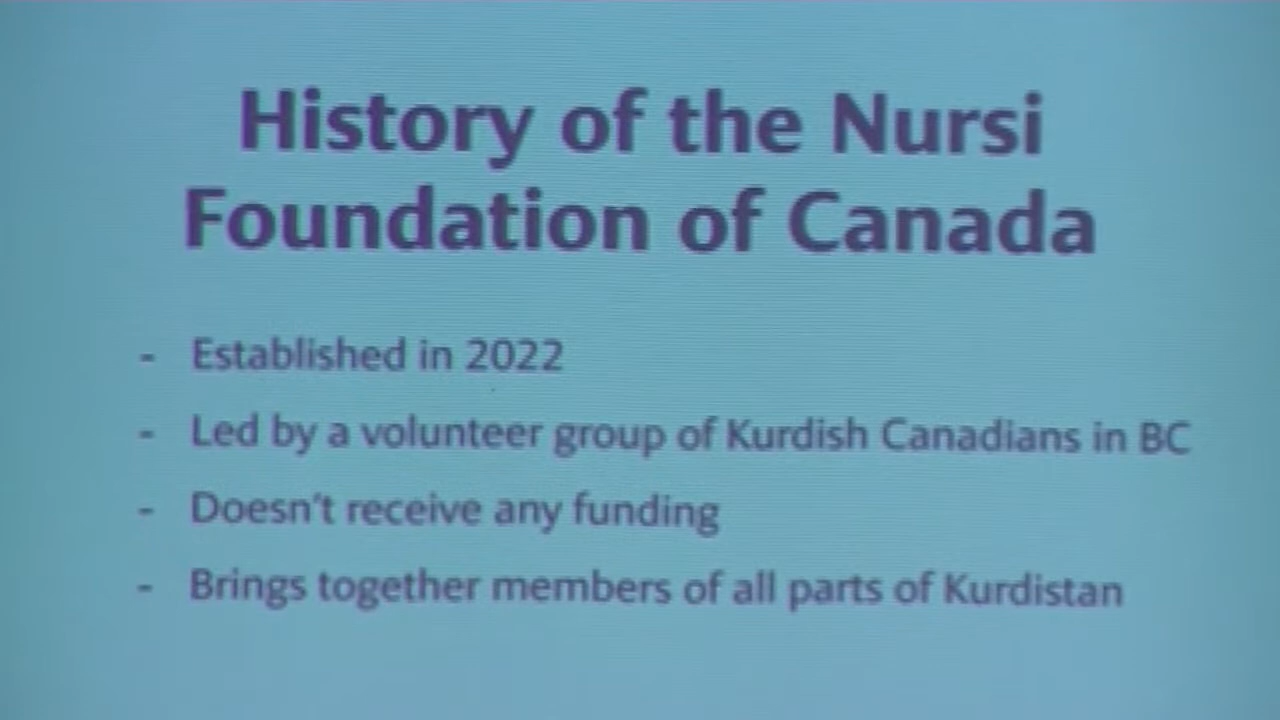 History of the Nursi
Foundation of Canada
- Established in 2022
- Led by a volunteer group of Kurdish Canadians in BC
- Doesn't receive any funding
- Brings together members of all parts of Kurdistan